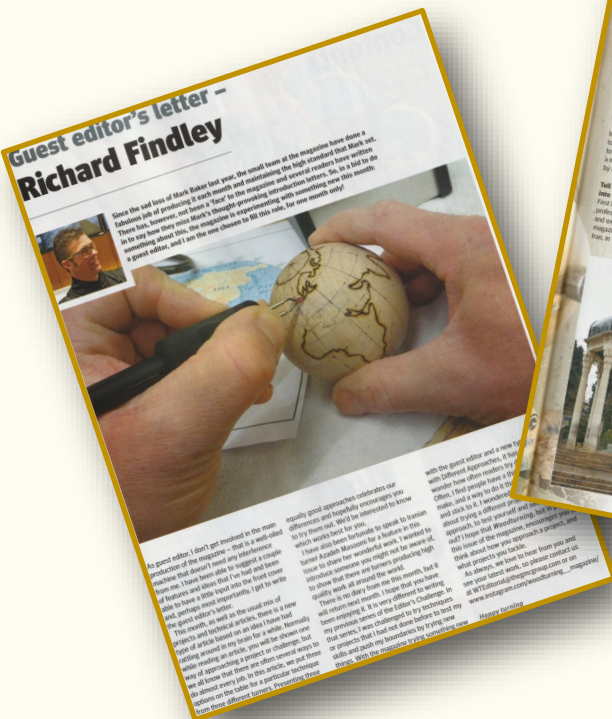 Guest editor's letter –
Richard Findley
Since the sad loss of Mark Baker last year, the small team at the magazine have done a
fabulous job of producing it each month and maintaining the high standard that Mark set.
There has, however, not been a 'face' to the magazine and several readers have written
in to say how they miss Mark's thought-provoking introduction letters. So, in a bid to do
something about this, the magazine is experimenting with something new this month:
a guest editor, and I am the one chosen to fill this role, for one month only!
As guest editor, I don't get involved in the main
production of the magazine – that is a well-oiled
machine that doesn't need any interference
from me. I have been able to suggest a couple
of features and ideas that I've had and been
able to have a little input into the front cover
and, perhaps most importantly, I get to write
the guest editor's letter.
This month, as well as the usual mix of
projects and technical articles, there is a new
type of article based on an idea I have had
rattling around in my brain for a while. Normally
while reading an article, you will be shown one
way of approaching a project or challenge, but
we all know that there are often several ways to
do almost every job. In this article, we put three
options on the table for a particular technique
from three different turners. Presenting three
equally good approaches celebrates our
differences and hopefully encourages you
to try them out. We'd be interested to know
which works best for you.
I have also been fortunate to speak to Iranian
turner Azadeh Masoomi for a feature in this
issue to share her wonderful work. I wanted to
introduce someone you might not be aware of,
to show that there are turners producing high
quality work all around the world.
There is no diary from me this month, but it
will return next month. I hope that you have
been enjoying it. It is very different to writing
my previous series of the Editor's Challenge. In
that series, I was challenged to try techniques
or projects that I had not done before to test my
skills and push my boundaries by trying new
things. With the magazine trying something new
with the guest editor and a new
with Different Approaches, it has
wonder how often readers try
Often, I find people have a
make, and a way to do it
and stick to it. I wonder
about trying a different
approach, to test yourself and
out? I hope that Woodturning, but in
this issue of the magazine, encourages you
think about how you approach a project, and
what projects you tackle.
As always, we love to hear from you and
see your latest work, so please contact us
at WTEditorial@thegmcgroup.com or on
www.instagram.com/woodturning_magazine/
Happy turning
Tell
into
First